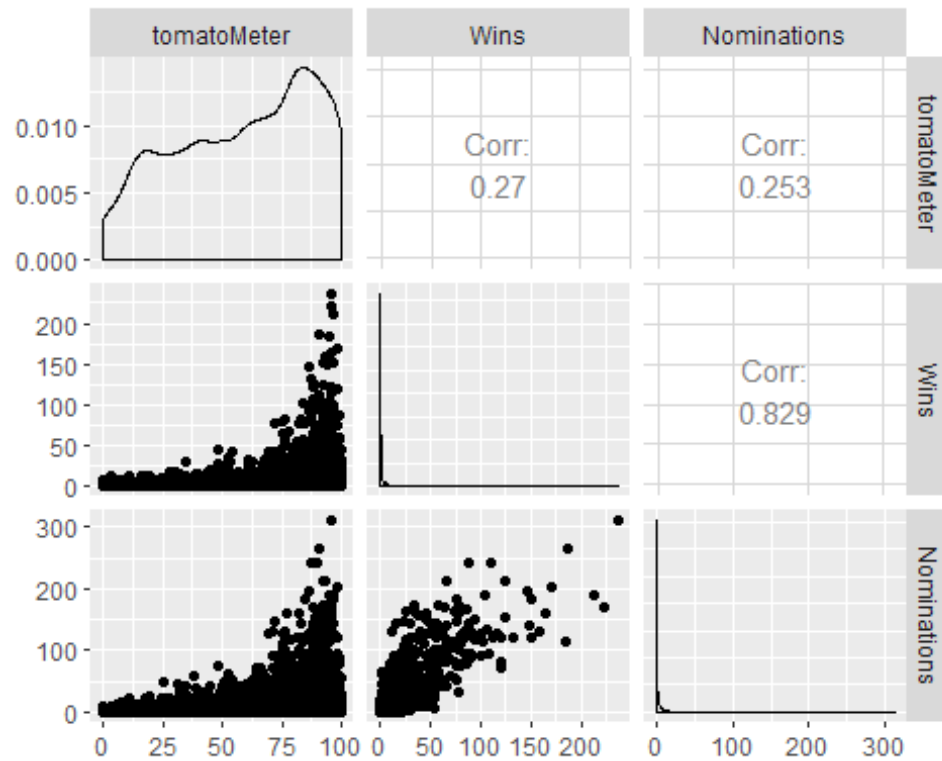 tomatoMeter Wins Nominations
0.010
0.005
0.000
Corr:
0.27
Corr:
0.253
tomatoMeter
200
150
100
50
0
Corr:
0.829
Wins
300
200
100
0
Nominations
0 25 50 75 100 0 50 100 150 200 0 100 200 300